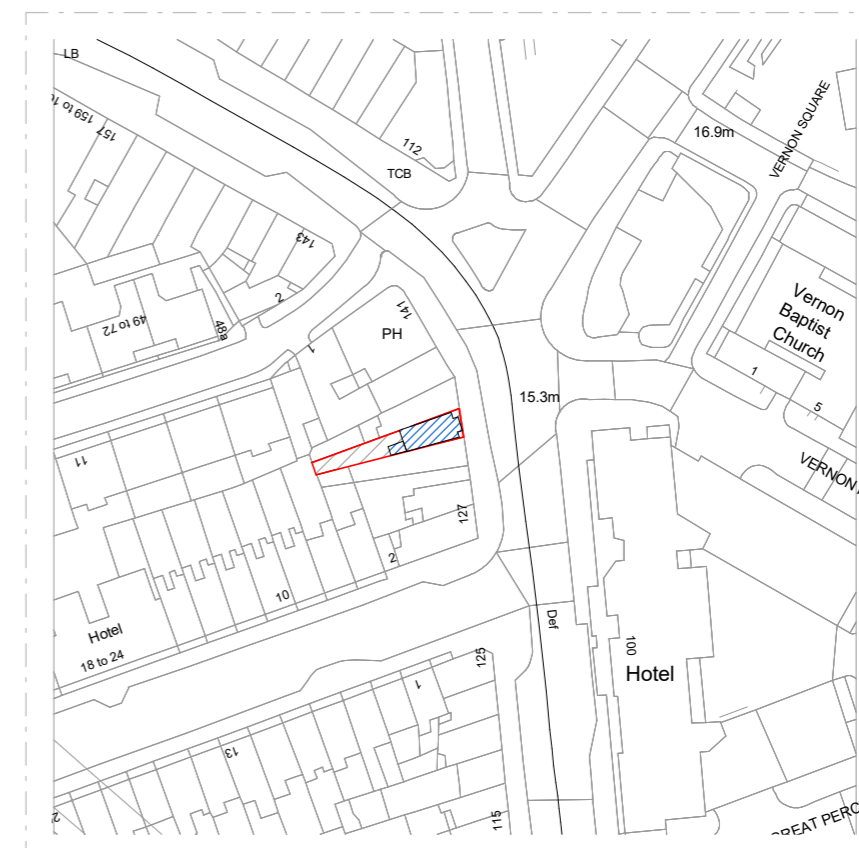 LB
159 to 1
157
112
TCB
16.9m
VERNON SQUARE
143
2
141
PH
49 to 72
48a
1
Vernon
Baptist
Church
15.3m
1
5
VERNON
11
127
2
10
Hotel
18 to 24
Def
100
Hotel
125
1
13
115
GREAT PERC